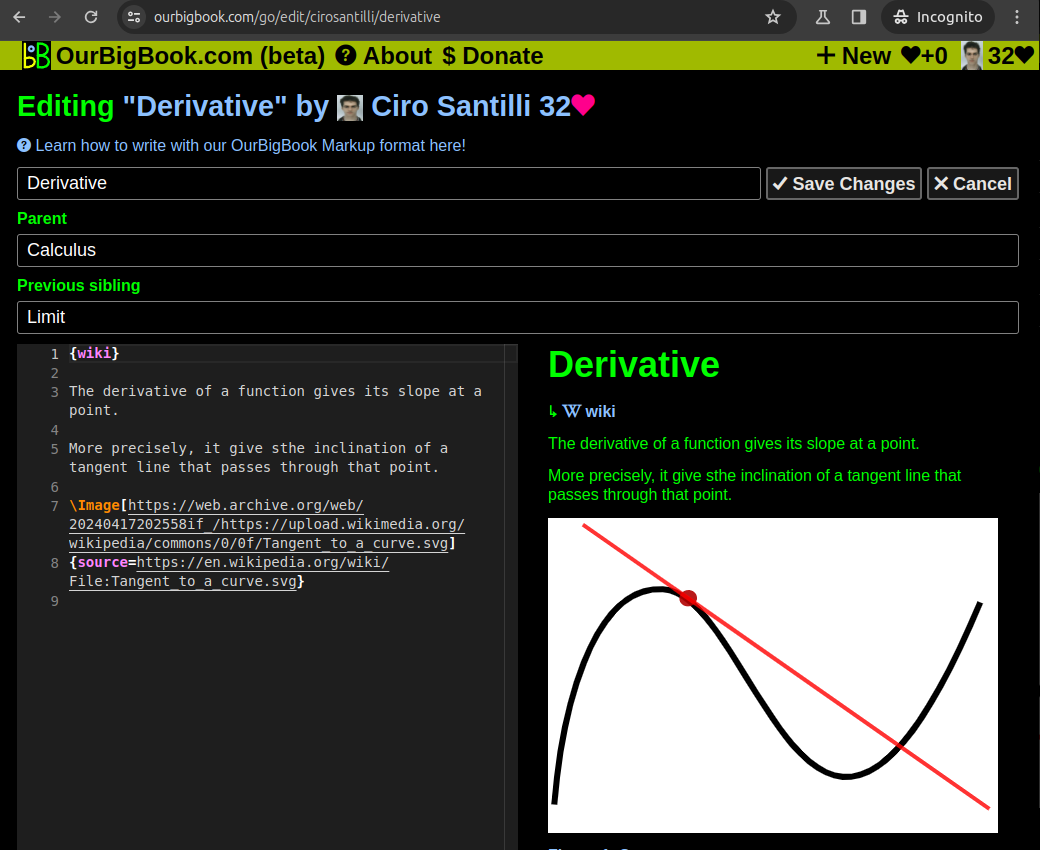 ourbigbook.com/go/edit/cirosantilli/derivative
Incognito
bB OurBigBook.com (beta) ? About $ Donate + New +0 32
Editing "Derivative" by Ciro Santilli 32
? Learn how to write with our OurBigBook Markup format here!
Derivative Save Changes Cancel
Parent
Calculus
Previous sibling
Limit
1 {wiki}
2
3 The derivative of a function gives its slope at a
point.
4
5 More precisely, it give sthe inclination of a
tangent line that passes through that point.
6
7 \Image[https://web.archive.org/web/
20240417202558if_/https://upload.wikimedia.org/
wikipedia/commons/0/0f/Tangent_to_a_curve.svg]
8 {source=https://en.wikipedia.org/wiki/
File:Tangent_to_a_curve.svg}
9
Derivative
↳ W wiki
The derivative of a function gives its slope at a point.
More precisely, it give sthe inclination of a tangent line that
passes through that point.